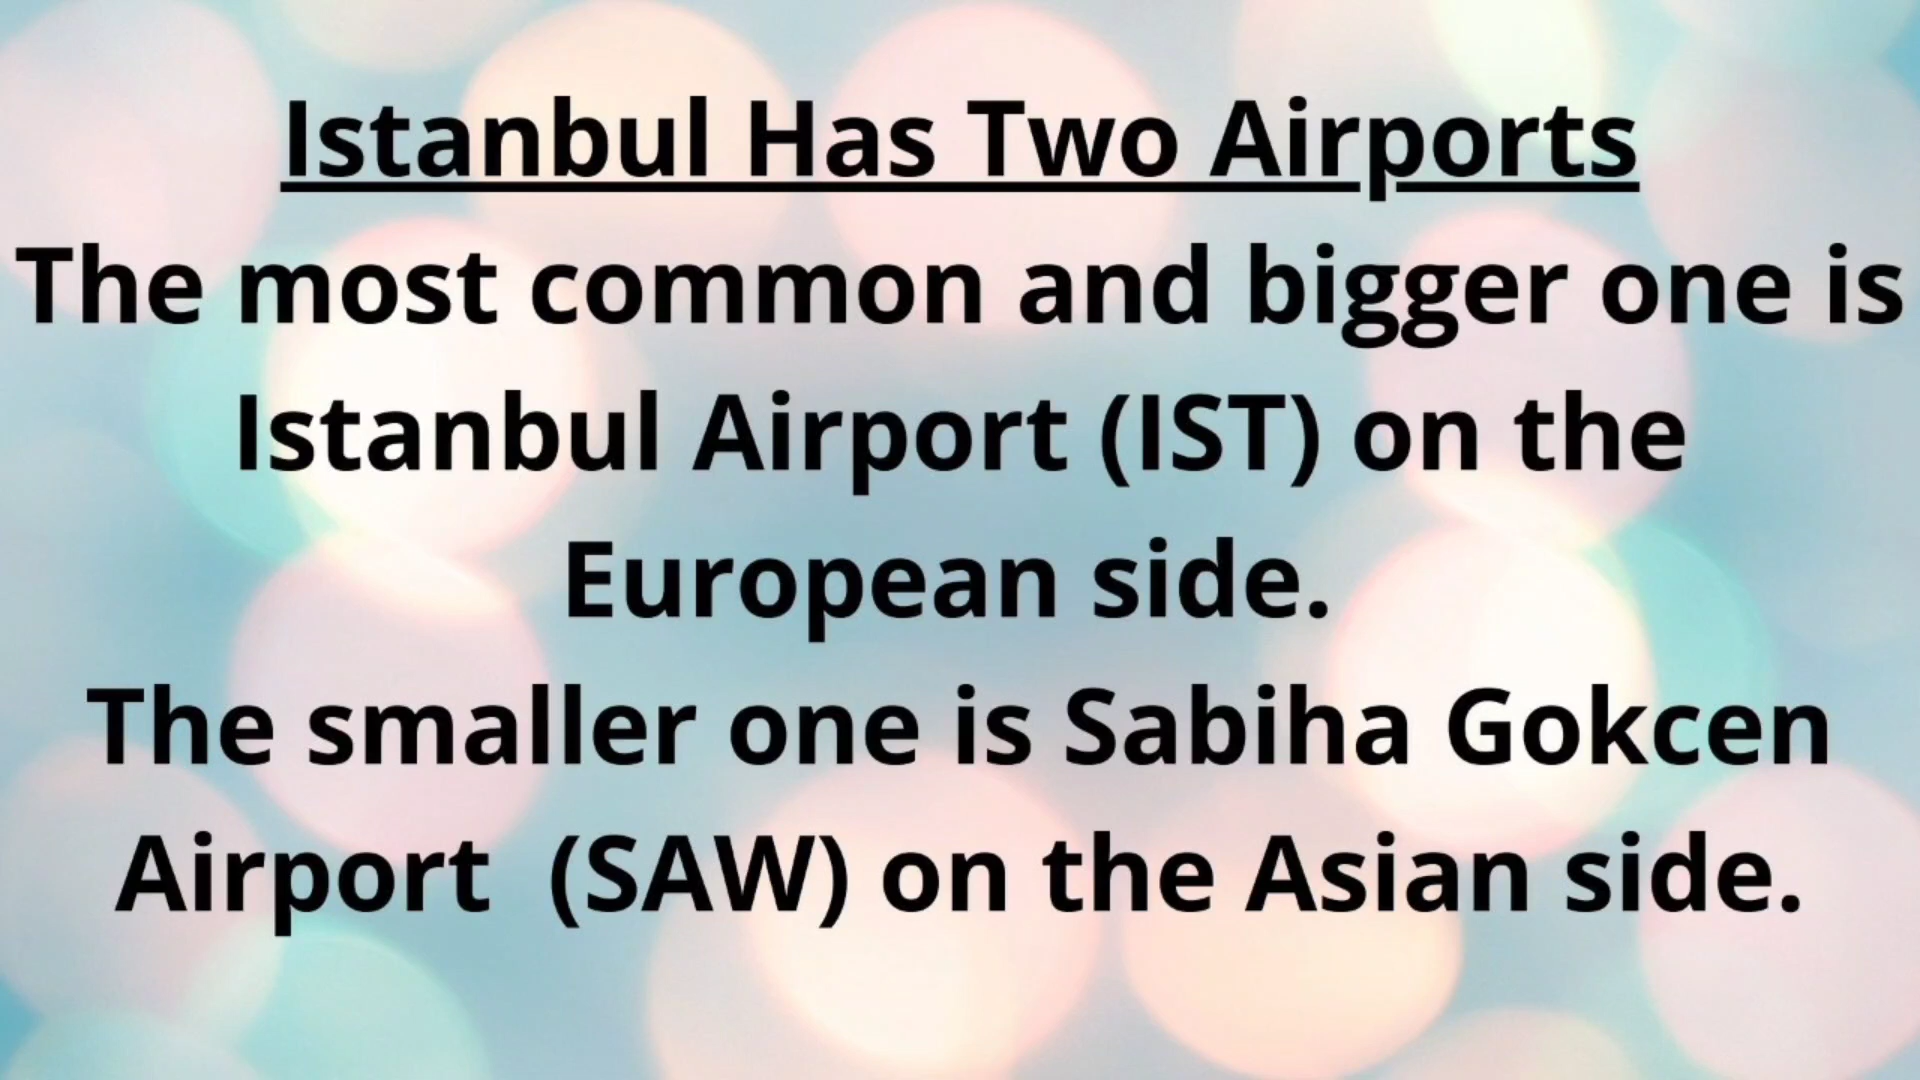 Istanbul Has Two Airports
The most common and bigger one is
Istanbul Airport (IST) on the
European side.
The smaller one is Sabiha Gokcen
Airport  (SAW) on the Asian side.